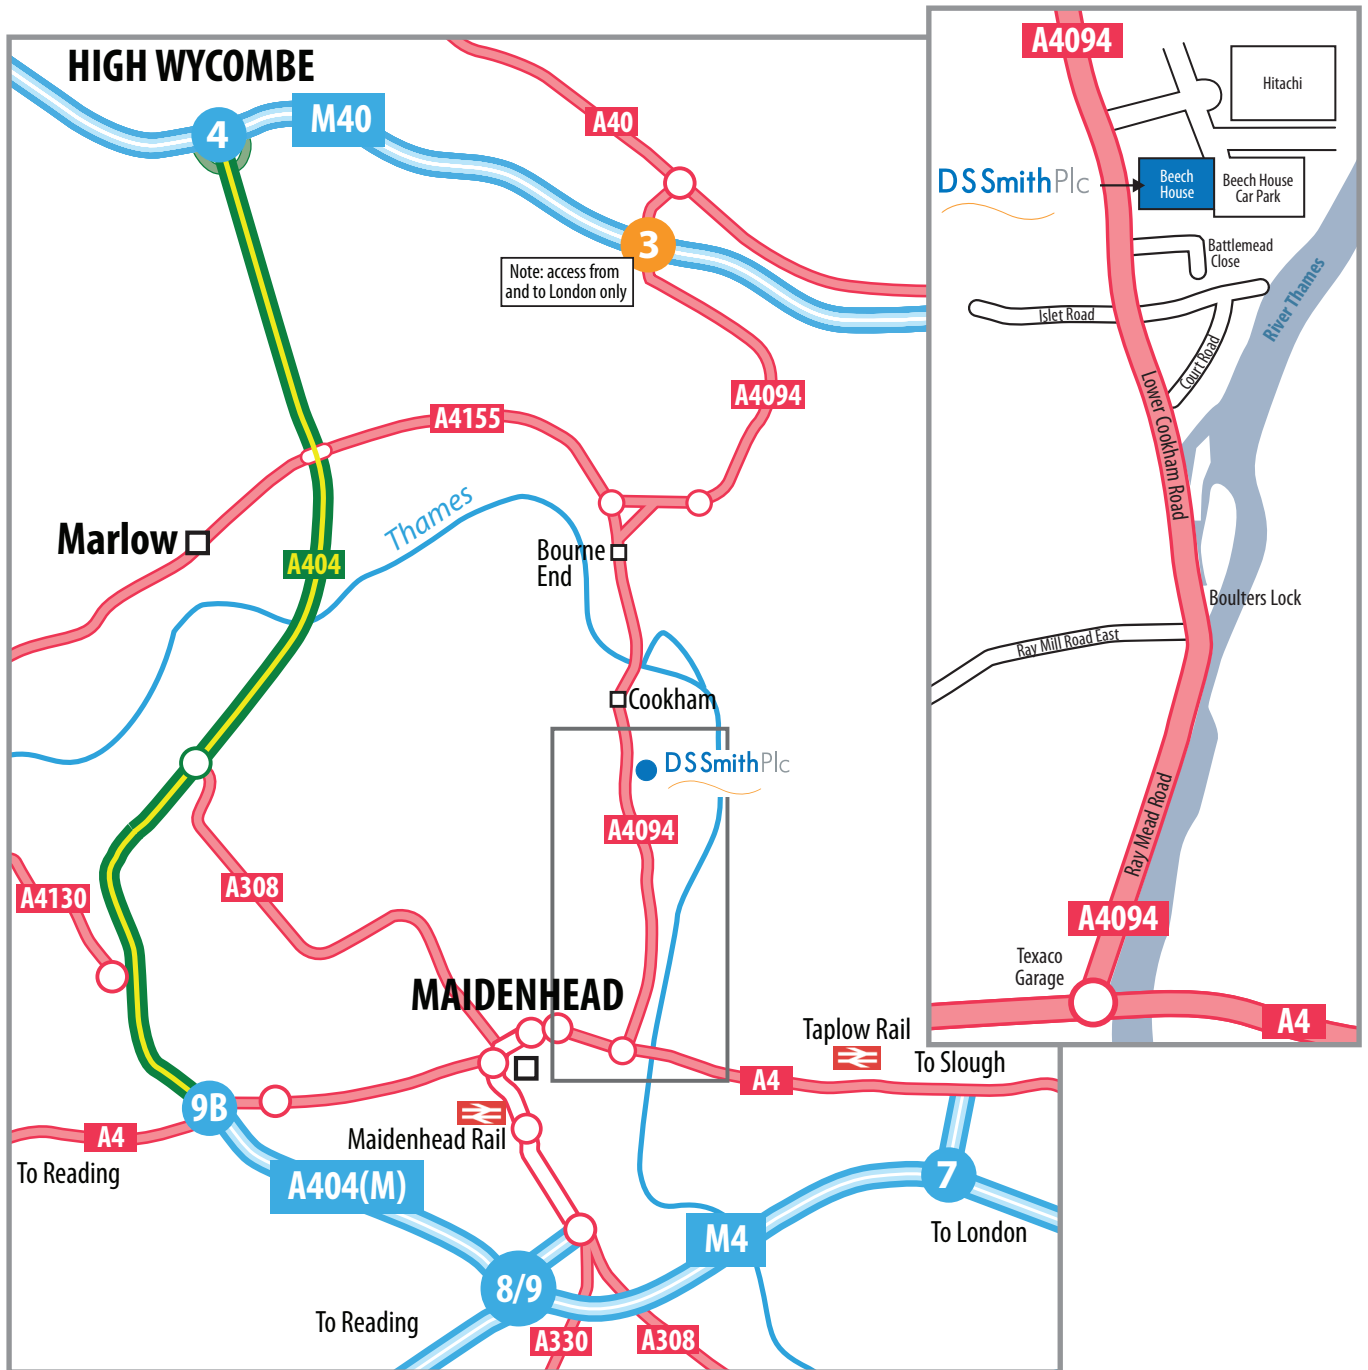 HIGH WYCOMBE
4
M40
A40
3
Note: access from
and to London only
A4094
A4155
Marlow
A404
Thames
Bourne
End
Cookham
DS Smith Plc
A4094
A308
A4130
MAIDENHEAD
Taplow Rail
To Slough
A4
9B
A4
Maidenhead Rail
To Reading
A404(M)
7
M4
To London
8/9
To Reading
A330
A308
A4094
Hitachi
DS Smith Plc
Beech
House
Beech House
Car Park
Battlemead
Close
River Thames
Islet Road
Court Road
Lower Cookham Road
Boulters Lock
Ray Mill Road East
Ray Mead Road
A4094
Texaco
Garage
A4